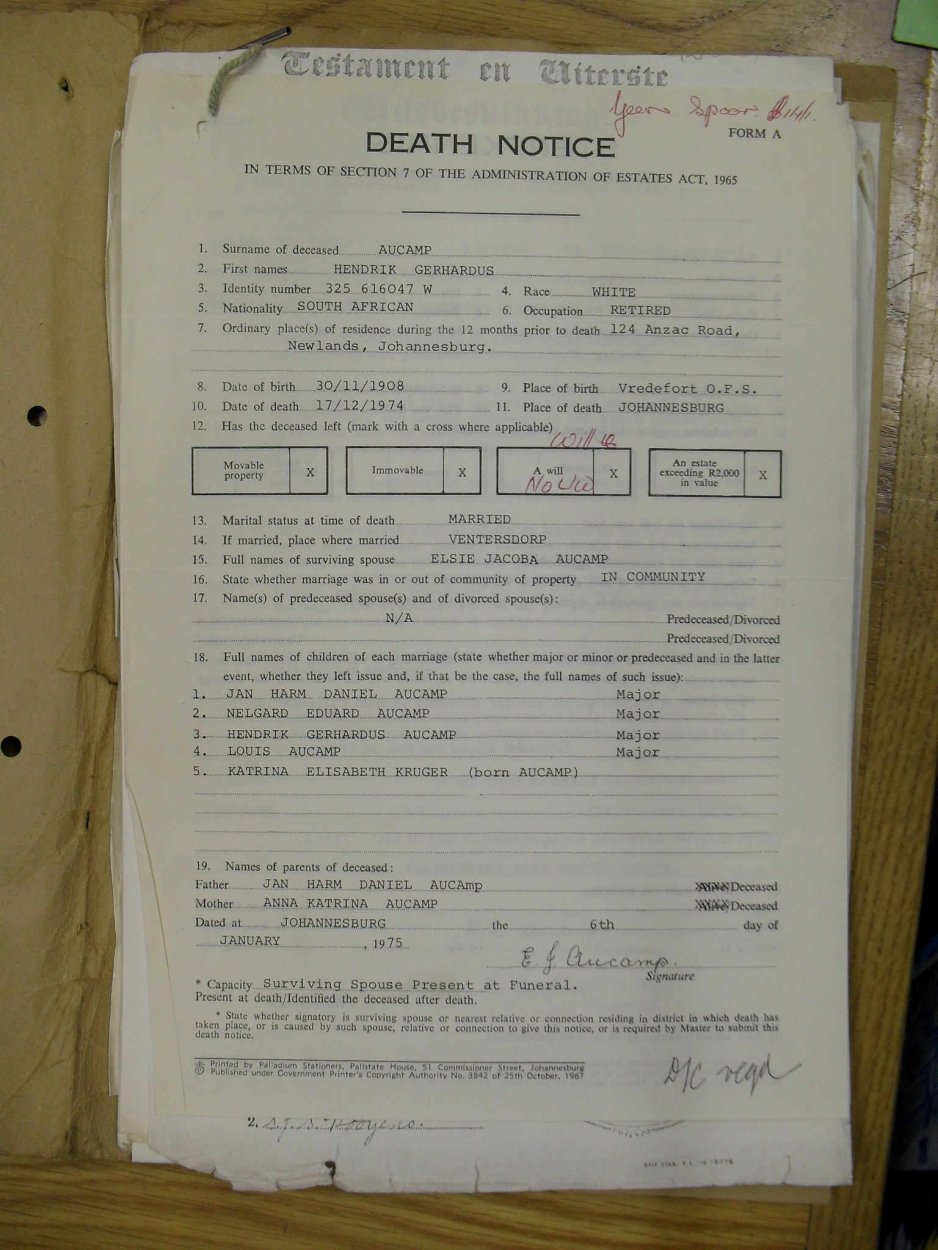 Testament en Uiterste
Geen Spoor.
FORM A
DEATH NOTICE
IN TERMS OF SECTION 7 OF THE ADMINISTRATION OF ESTATES ACT, 1965
1. Surname of deceased AUCAMP
2. First names HENDRIK GERHARDUS
3. Identity number 325 616047 W 4. Race WHITE
5. Nationality SOUTH AFRICAN 6. Occupation RETIRED
7. Ordinary place(s) of residence during the 12 months prior to death 124 Anzac Road,
Newlands, Johannesburg.
8. Date of birth 30/11/1908 9. Place of birth Vredefort O.F.S.
10. Date of death 17/12/1974 11. Place of death JOHANNESBURG
12. Has the deceased left (mark with a cross where applicable)
Will
Movable property X Immovable X A will X An estate exceeding R2,000 in value X
No
13. Marital status at time of death MARRIED
14. If married, place where married VENTERSDORP
15. Full names of surviving spouse ELSIE JACOBA AUCAMP
16. State whether marriage was in or out of community of property IN COMMUNITY
17. Name(s) of predeceased spouse(s) and of divorced spouse(s):
N/A Predeceased/Divorced
Predeceased/Divorced
18. Full names of children of each marriage (state whether major or minor or predeceased and in the latter
event, whether they left issue and, if that be the case, the full names of such issue):
1. JAN HARM DANIEL AUCAMP Major
2. NELGARD EDUARD AUCAMP Major
3. HENDRIK GERHARDUS AUCAMP Major
4. LOUIS AUCAMP Major
5. KATRINA ELISABETH KRUGER (born AUCAMP)
19. Names of parents of deceased:
Father JAN HARM DANIEL AUCAmp Alive/Deceased
Mother ANNA KATRINA AUCAMP Alive/Deceased
Dated at JOHANNESBURG the 6th day of
JANUARY, 1975
E J Aucamp.
Signature
* Capacity Surviving Spouse Present at Funeral.
Present at death/Identified the deceased after death.
* State whether signatory is surviving spouse or nearest relative or connection residing in district in which death has
taken place, or is caused by such spouse, relative or connection to give this notice, or is required by Master to submit this
death notice.
Printed by Palladium Stationers, Pallstate House, 51 Commissioner Street, Johannesburg
Published under Government Printer's Copyright Authority No. 3842 of 25th October, 1967
D/C regd
2.